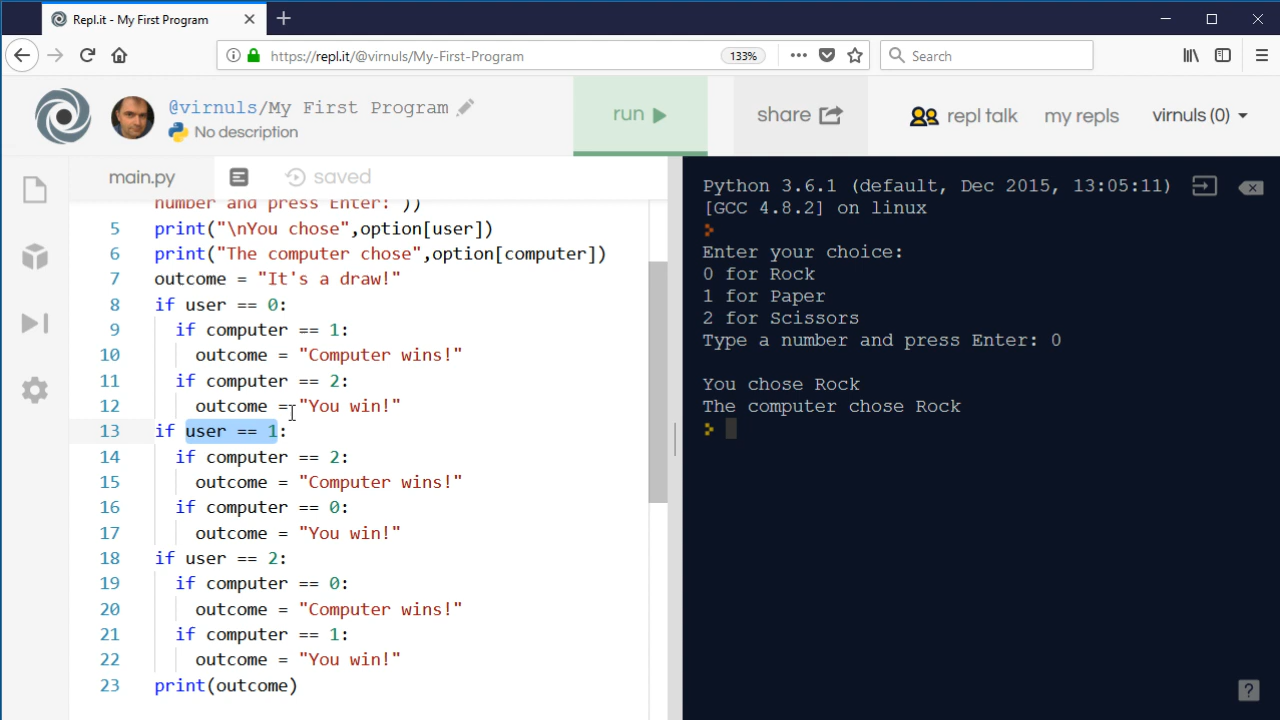 Repl.it - My First Program
https://repl.it/@virnuls/My-First-Program
133%
Search
@virnuls/My First Program
No description
run
share
repl talk
my repls
virnuls (0)
main.py
saved
number and press Enter: "))
5 print("\nYou chose",option[user])
6 print("The computer chose",option[computer])
7 outcome = "It's a draw!"
8 if user == 0:
9 if computer == 1:
10 outcome = "Computer wins!"
11 if computer == 2:
12 outcome = "You win!"
13 if user == 1:
14 if computer == 2:
15 outcome = "Computer wins!"
16 if computer == 0:
17 outcome = "You win!"
18 if user == 2:
19 if computer == 0:
20 outcome = "Computer wins!"
21 if computer == 1:
22 outcome = "You win!"
23 print(outcome)
Python 3.6.1 (default, Dec 2015, 13:05:11)
[GCC 4.8.2] on linux
Enter your choice:
0 for Rock
1 for Paper
2 for Scissors
Type a number and press Enter: 0
You chose Rock
The computer chose Rock
?